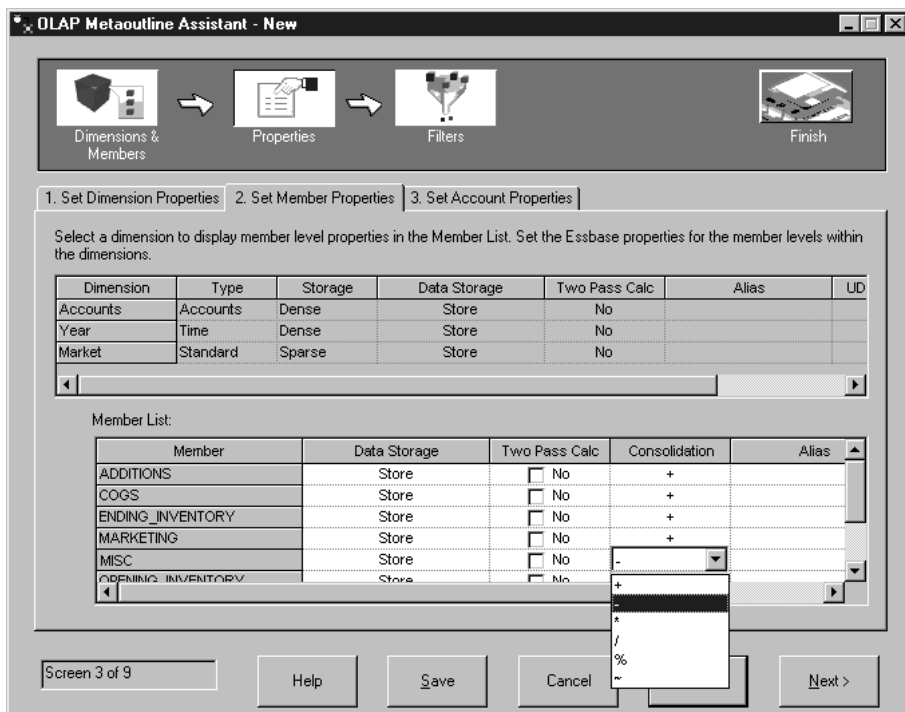 OLAP Metaoutline Assistant - New
Dimensions & Members
Properties
Filters
Finish
1. Set Dimension Properties 2. Set Member Properties 3. Set Account Properties
Select a dimension to display member level properties in the Member List. Set the Essbase properties for the member levels within
the dimensions.
Dimension Type Storage Data Storage Two Pass Calc Alias UD
Accounts Accounts Dense Store No
Year Time Dense Store No
Market Standard Sparse Store No
Member List:
Member Data Storage Two Pass Calc Consolidation Alias
ADDITIONS Store No +
COGS Store No +
ENDING_INVENTORY Store No +
MARKETING Store No +
MISC Store No -
OPENING_INVENTORY Store No
+
-
*
/
%
~
Screen 3 of 9 Help Save Cancel Next >